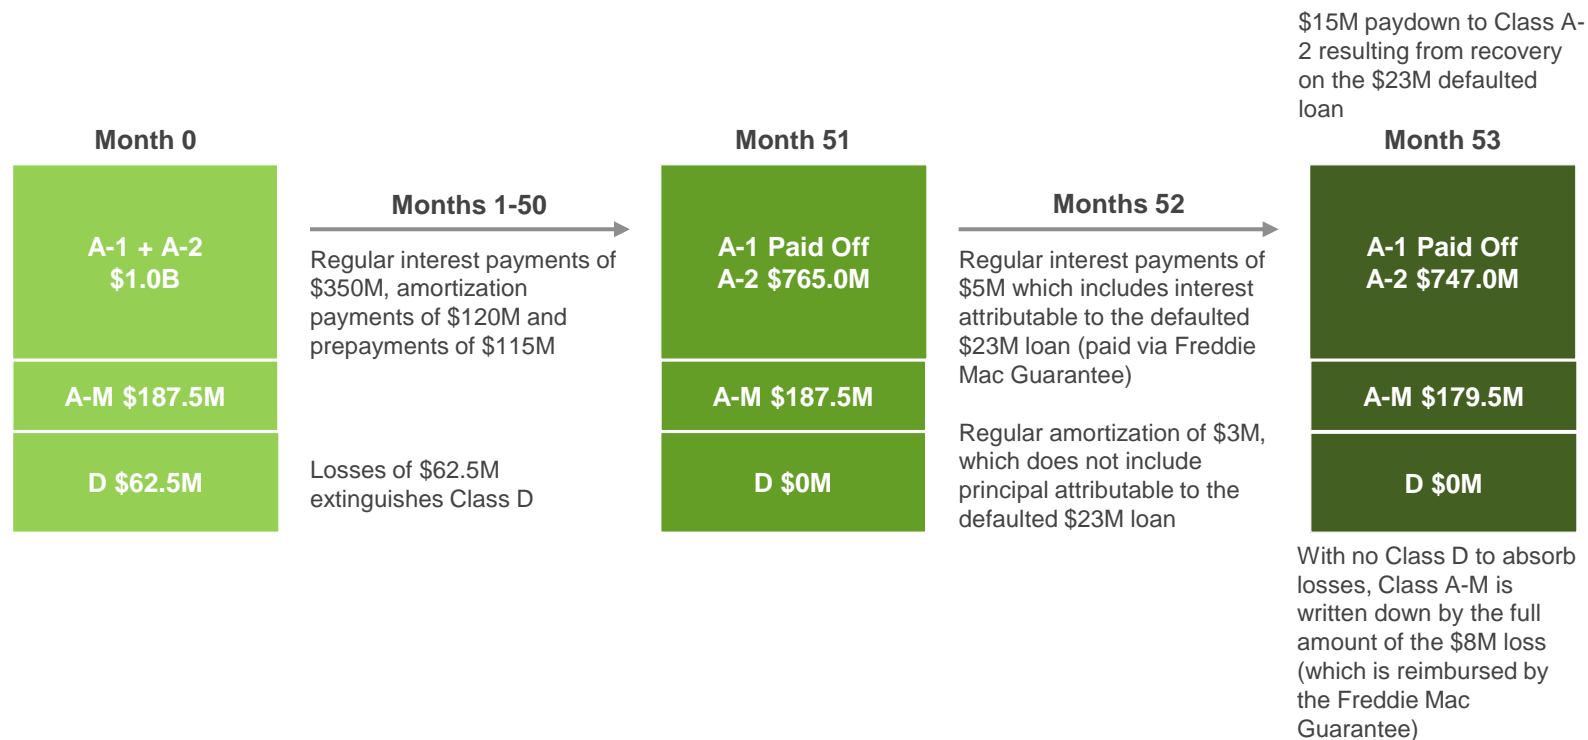 Month 0
A-1 + A-2
$1.0B
A-M $187.5M
D $62.5M
Months 1-50
Regular interest payments of
$350M, amortization
payments of $120M and
prepayments of $115M
Losses of $62.5M
extinguishes Class D
Month 51
A-1 Paid Off
A-2 $765.0M
A-M $187.5M
D $0M
Months 52
Regular interest payments of
$5M which includes interest
attributable to the defaulted
$23M loan (paid via Freddie
Mac Guarantee)
Regular amortization of $3M,
which does not include
principal attributable to the
defaulted $23M loan
$15M paydown to Class A-
2 resulting from recovery
on the $23M defaulted
loan
Month 53
A-1 Paid Off
A-2 $747.0M
A-M $179.5M
D $0M
With no Class D to absorb
losses, Class A-M is
written down by the full
amount of the $8M loss
(which is reimbursed by
the Freddie Mac
Guarantee)